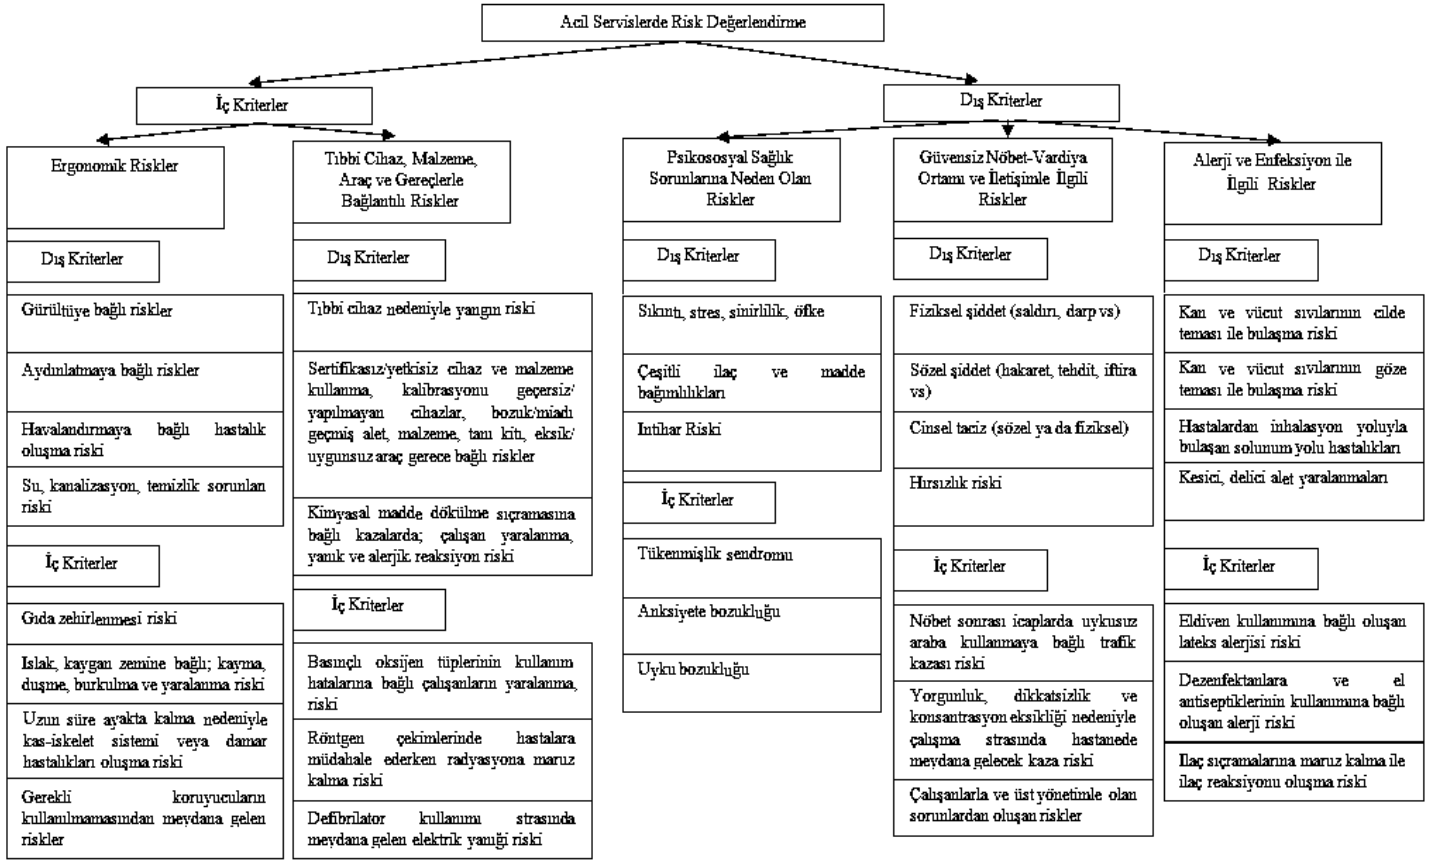 Acil Servislerde Risk Değerlendirme
İç Kriterler
Dış Kriterler
Ergonomik Riskler
Dış Kriterler
Gürültüye bağlı riskler
Aydınlatmaya bağlı riskler
Havalandırmaya bağlı hastalık
oluşma riski
Su, kanalizasyon, temizlik sorunları
riski
İç Kriterler
Gıda zehirlenmesi riski
Islak, kaygan zemine bağlı; kayma,
duşme, burkulma ve yaralanma riski
Uzun süre ayakta kalma nedeniyle
kas-iskelet sistemi veya damar
hastalıkları oluşma riski
Gerekli koruyucuların
kullanılmamasından meydana gelen
riskler
Tıbbi Cihaz, Malzeme,
Araç ve Gereçlerle
Bağlantılı Riskler
Dış Kriterler
Tıbbi cihaz nedeniyle yangın riski
Sertifikasız/yetkisiz cihaz ve malzeme
kullanma, kalibrasyonu geçersiz/
yapılmayan cihazlar, bozuk/miadı
geçmiş alet, malzeme, tanı kiti, eksik/
uygunsuz araç gerece bağlı riskler
Kimyasal madde dökülme sıçramasına
bağlı kazalarda; çalışan yaralanma,
yanık ve alerjik reaksiyon riski
İç Kriterler
Basınçlı oksijen tüplerinin kullanım
hatalarına bağlı çalışanların yaralanma,
riski
Röntgen çekimlerinde hastalara
müdahale ederken radyasyona maruz
kalma riski
Defibrilator kullanımı strasında
meydana gelen elektrik yanığı riski
Psikososyal Sağlık
Sorunlarına Neden Olan
Riskler
Dış Kriterler
Sıkıntı, stres, sinirlilik, öfke
Çeşitli ilaç ve madde
bağımlılıkları
Intihar Riski
İç Kriterler
Tükenmişlik sendromu
Anksiyete bozukluğu
Uyku bozukluğu
Güvensiz Nöbet-Vardiya
Ortamı ve İletişimle İlgili
Riskler
Dış Kriterler
Fiziksel şiddet (saldırı, darp vs)
Sözel şiddet (hakaret, tehdit, iftira
vs)
Cinsel taciz (sözel ya da fiziksel)
Hırsızlık riski
İç Kriterler
Nöbet sonrası icaplarda uykusuz
araba kullanmaya bağlı trafik
kazası riski
Yorgunluk, dikkatsizlik ve
konsantrasyon eksikliği nedeniyle
çalışma strasında hastanede
meydana gelecek kaza riski
Çalışanlarla ve üst yönetimle olan
sorunlardan oluşan riskler
Alerji ve Enfeksiyon ile
İlgili Riskler
Dış Kriterler
Kan ve vücut sıvılarının cilde
teması ile bulaşma riski
Kan ve vücut sıvılarının göze
teması ile bulaşma riski
Hastalardan inhalasyon yoluyla
bulaşan solunum yolu hastalıkları
Kesici, delici alet yaralanmaları
İç Kriterler
Eldiven kullanımına bağlı oluşan
lateks alerjisi riski
Dezenfektanlara ve el
antiseptiklerinin kullanımına bağlı
oluşan alerji riski
Ilaç sıçramalarına maruz kalma ile
ilaç reaksiyonu oluşma riski